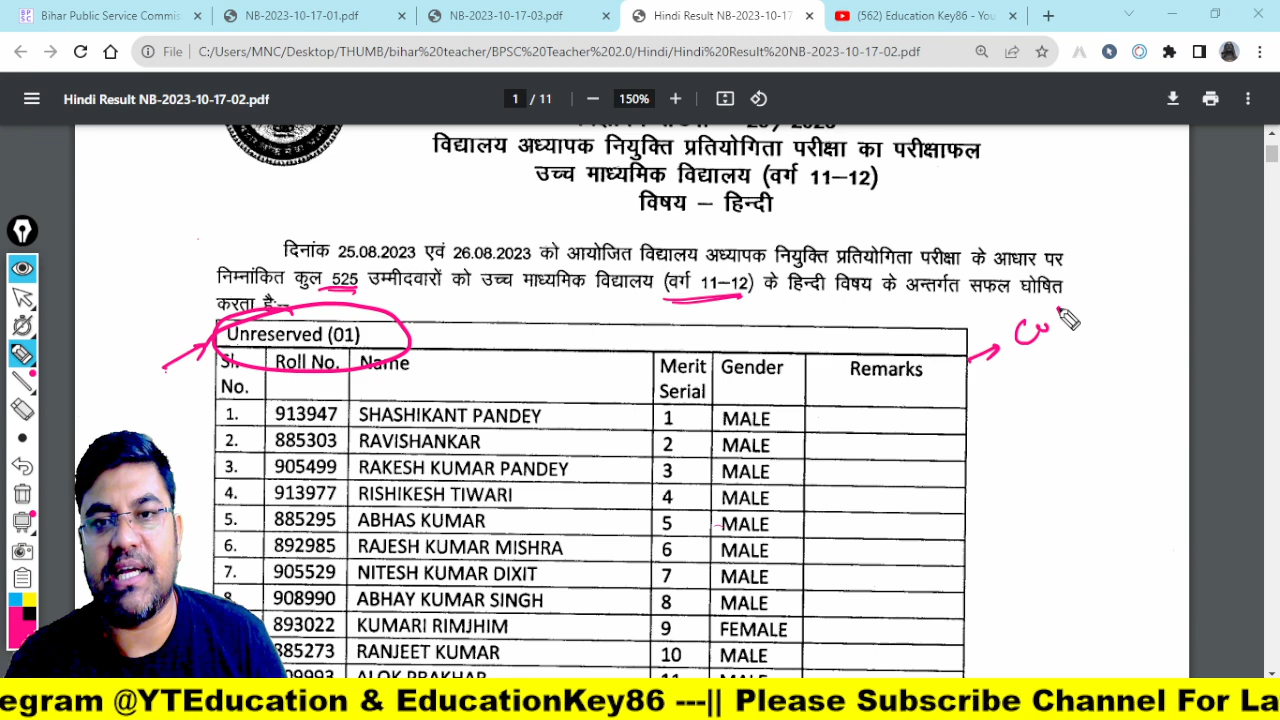 Bihar Public Service Commis
NB-2023-10-17-01.pdf
NB-2023-10-17-03.pdf
Hindi Result NB-2023-10-17
(562) Education Key86 - You
File
C:/Users/MNC/Desktop/THUMB/bihar%20teacher/BPSC%20Teacher%202.0/Hindi/Hindi%20Result%20NB-2023-10-17-02.pdf
Hindi Result NB-2023-10-17-02.pdf
1 / 11
150%
विद्यालय अध्यापक नियुक्ति प्रतियोगिता परीक्षा का परीक्षाफल
उच्च माध्यमिक विद्यालय (वर्ग 11–12)
विषय – हिन्दी
दिनांक 25.08.2023 एवं 26.08.2023 को आयोजित विद्यालय अध्यापक नियुक्ति प्रतियोगिता परीक्षा के आधार पर
निम्नांकित कुल 525 उम्मीदवारों को उच्च माध्यमिक विद्यालय (वर्ग 11–12) के हिन्दी विषय के अन्तर्गत सफल घोषित
करता है:–
Unreserved (01)
Sl. No. Roll No. Name Merit Serial Gender Remarks
1. 913947 SHASHIKANT PANDEY 1 MALE
2. 885303 RAVISHANKAR 2 MALE
3. 905499 RAKESH KUMAR PANDEY 3 MALE
4. 913977 RISHIKESH TIWARI 4 MALE
5. 885295 ABHAS KUMAR 5 MALE
6. 892985 RAJESH KUMAR MISHRA 6 MALE
7. 905529 NITESH KUMAR DIXIT 7 MALE
8. 908990 ABHAY KUMAR SINGH 8 MALE
893022 KUMARI RIMJHIM 9 FEMALE
885273 RANJEET KUMAR 10 MALE
ALOK PRAKHAR
egram @YTEducation & EducationKey86 ---|| Please Subscribe Channel For La